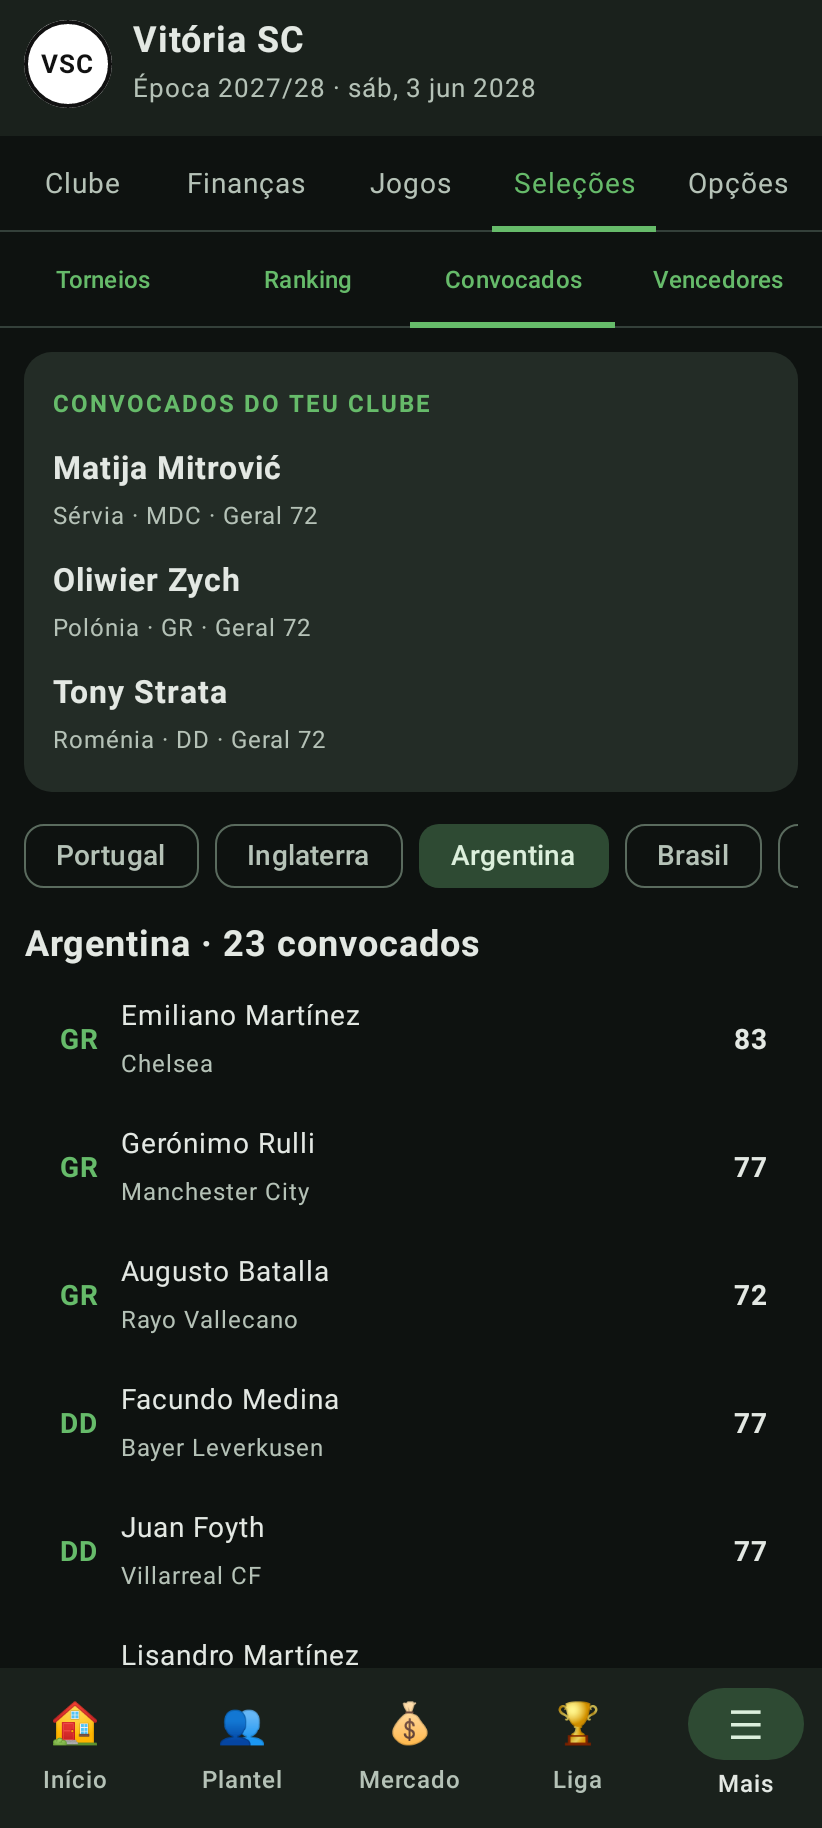 VSC
Vitória SC
Época 2027/28 · sáb, 3 jun 2028
Clube Finanças Jogos Seleções Opções
Torneios Ranking Convocados Vencedores
CONVOCADOS DO TEU CLUBE
Matija Mitrović
Sérvia · MDC · Geral 72
Oliwier Zych
Polónia · GR · Geral 72
Tony Strata
Roménia · DD · Geral 72
Portugal Inglaterra Argentina Brasil
Argentina · 23 convocados
GR Emiliano Martínez 83
Chelsea
GR Gerónimo Rulli 77
Manchester City
GR Augusto Batalla 72
Rayo Vallecano
DD Facundo Medina 77
Bayer Leverkusen
DD Juan Foyth 77
Villarreal CF
Lisandro Martínez
Início Plantel Mercado Liga Mais